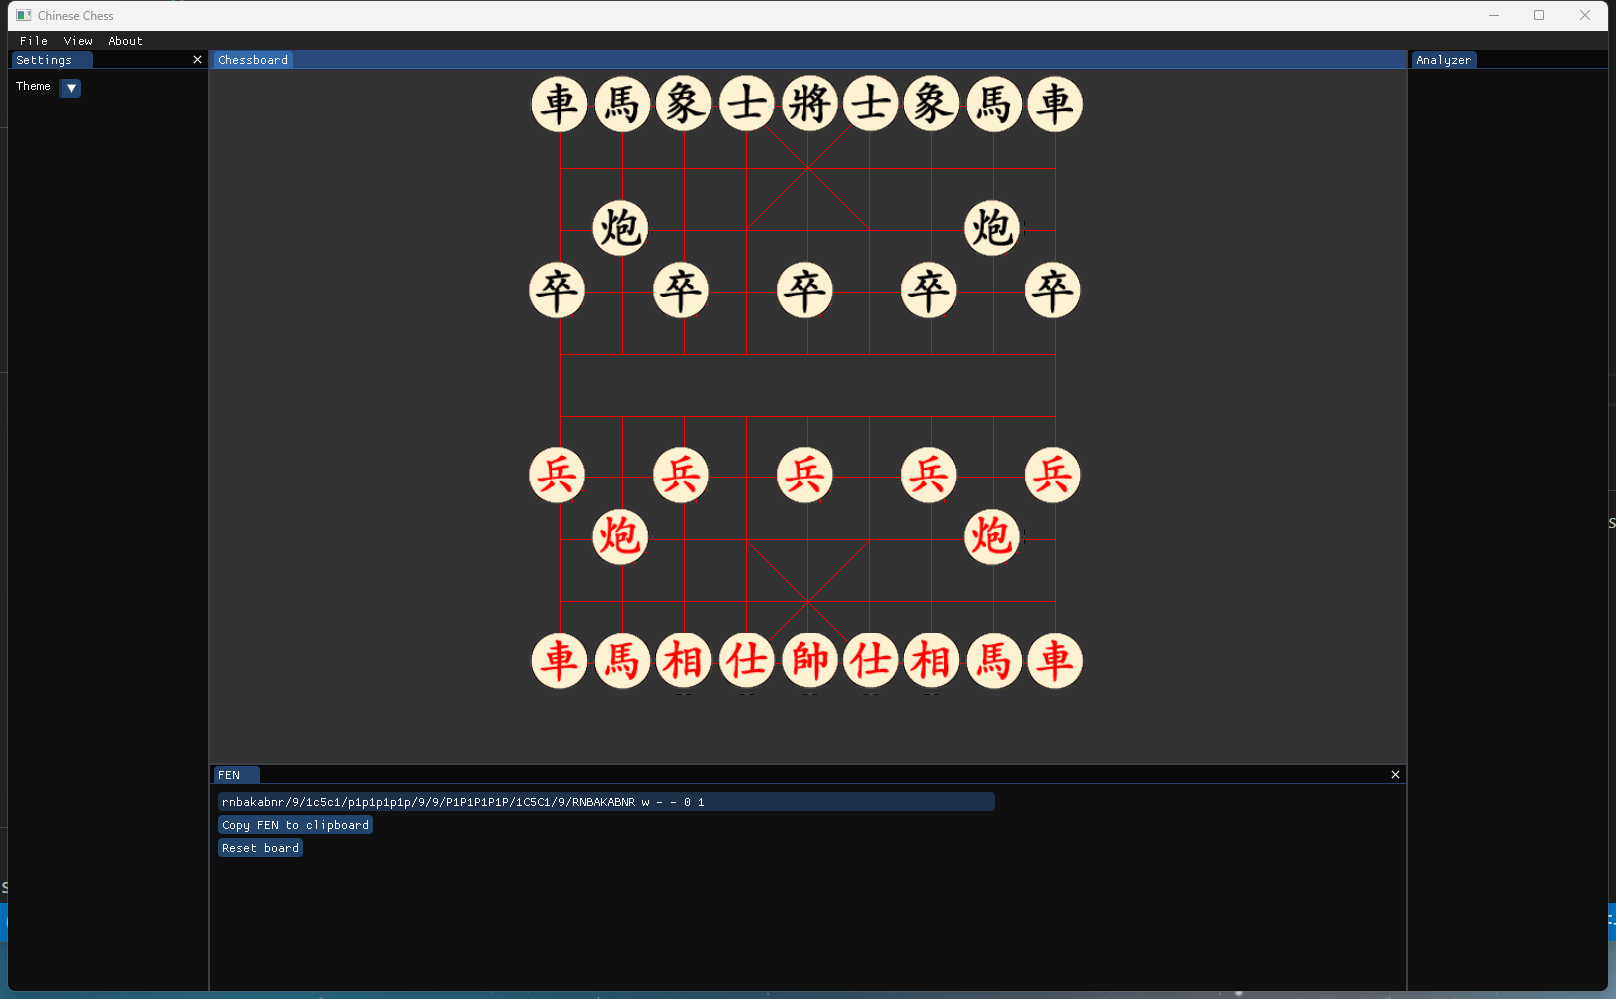 Chinese Chess
File View About
Settings
Chessboard
Analyzer
Theme
車 馬 象 士 將 士 象 馬 車
炮 炮
卒 卒 卒 卒 卒
兵 兵 兵 兵 兵
炮 炮
車 馬 相 仕 帥 仕 相 馬 車
FEN
rnbakabnr/9/1c5c1/p1p1p1p1p/9/9/P1P1P1P1P/1C5C1/9/RNBAKABNR w - - 0 1
Copy FEN to clipboard
Reset board